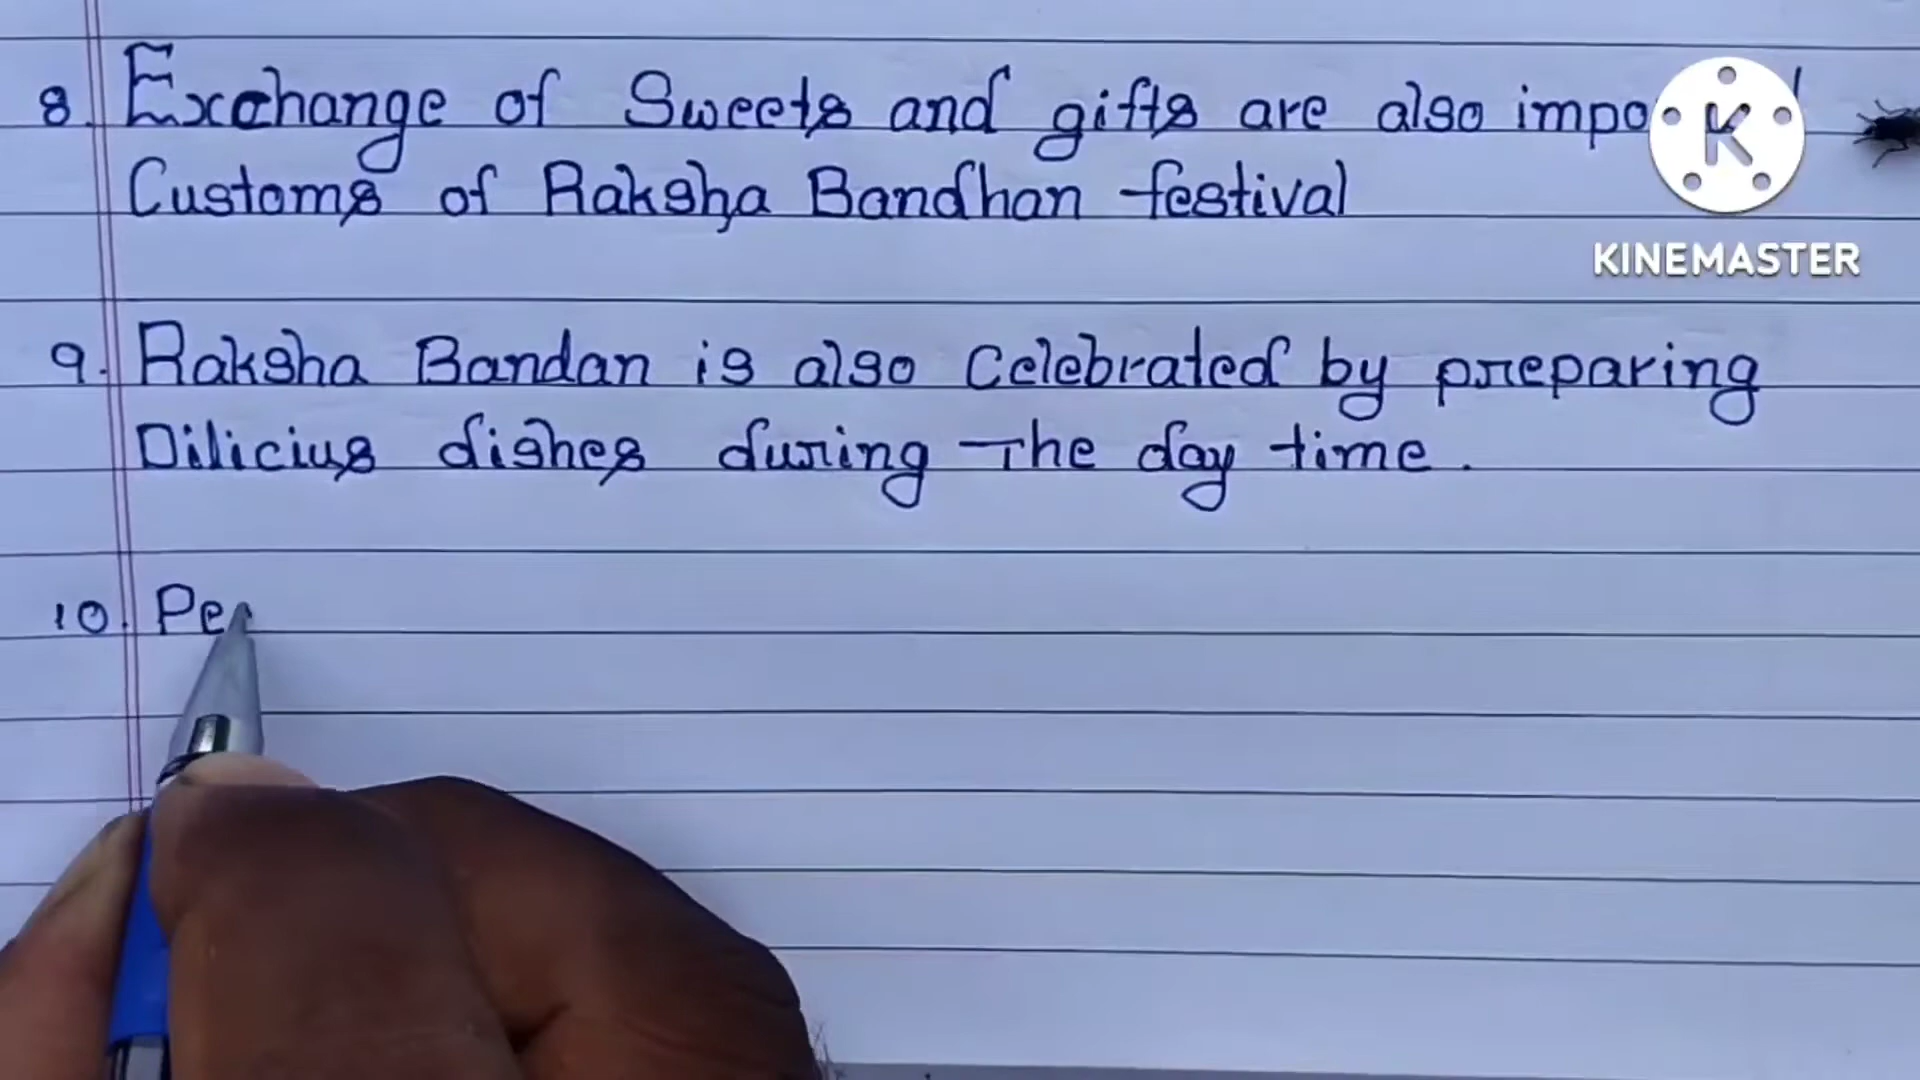 8. Exchange of Sweets and gifts are also impo
Customs of Raksha Bandhan festival
KINEMASTER
9. Raksha Bandan is also Celebrated by preparing
Dilicius dishes during The day time.
10. Pe